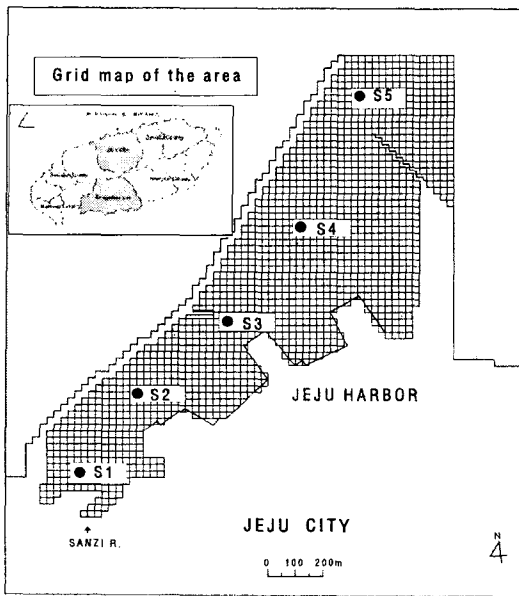 Grid map of the area
S5
S4
S3
S2
JEJU HARBOR
S1
JEJU CITY
SANZI R.
N
0 100 200m